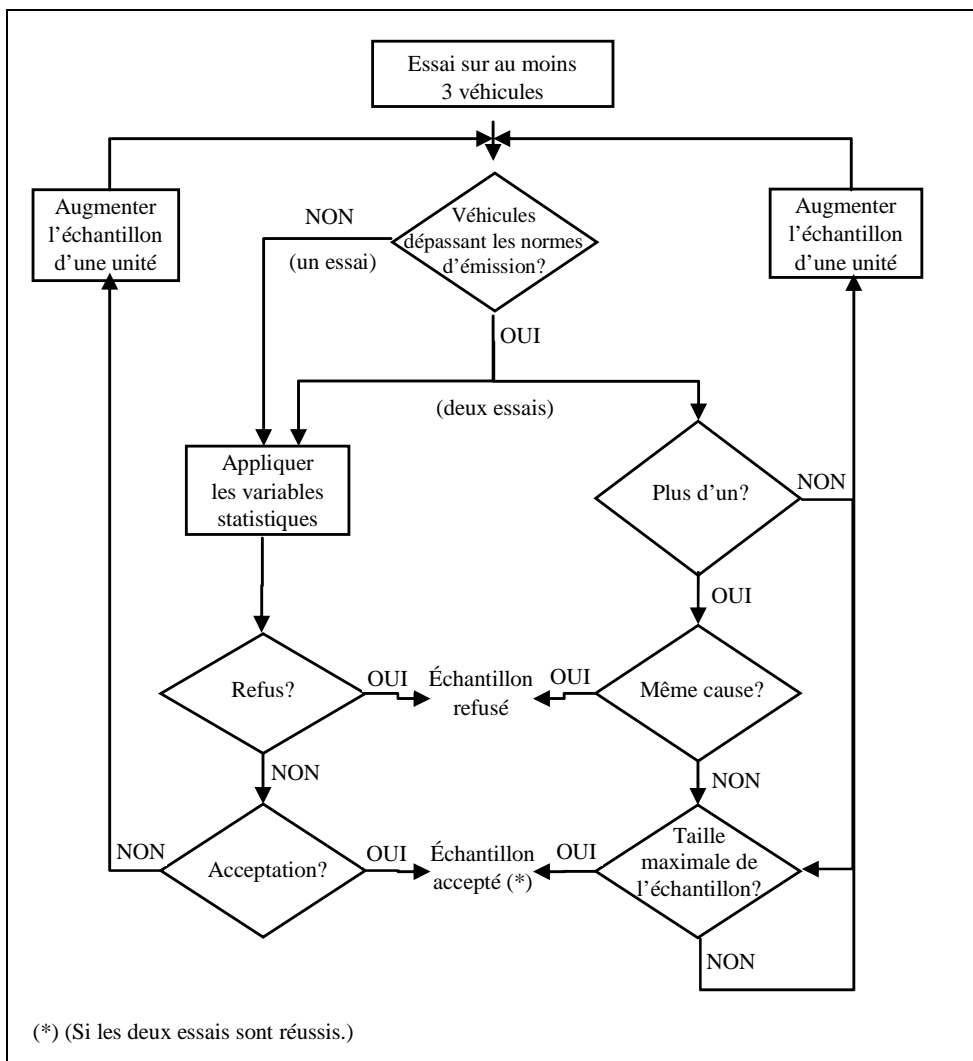 Essai sur au moins
3 véhicules
Augmenter
l'échantillon
d'une unité
NON
(un essai)
Véhicules
dépassant les normes
d'émission?
Augmenter
l'échantillon
d'une unité
OUI
(deux essais)
Appliquer
les variables
statistiques
Plus d'un?
NON
OUI
Refus?
OUI
Échantillon
refusé
OUI
Même cause?
NON
NON
NON
Acceptation?
OUI
Échantillon
accepté (*)
OUI
Taille
maximale de
l'échantillon?
NON
(*) (Si les deux essais sont réussis.)